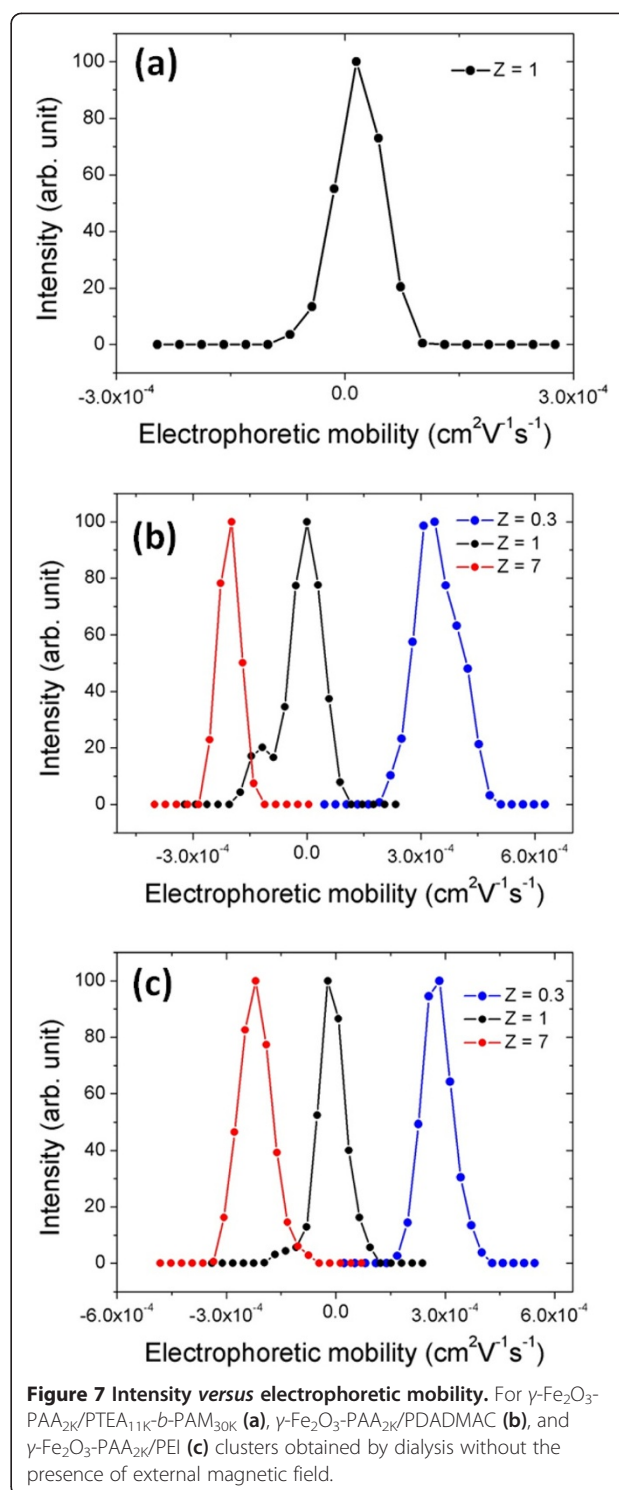 (a)
Z = 1
100
80
60
40
20
0
Intensity (arb. unit)
-3.0x10⁻⁴
0.0
3.0x10⁻⁴
Electrophoretic mobility (cm²V⁻¹s⁻¹)
(b)
Z = 0.3
Z = 1
Z = 7
100
80
60
40
20
0
Intensity (arb. unit)
-3.0x10⁻⁴
0.0
3.0x10⁻⁴
6.0x10⁻⁴
Electrophoretic mobility (cm²V⁻¹s⁻¹)
(c)
Z = 0.3
Z = 1
Z = 7
100
80
60
40
20
0
Intensity (arb. unit)
-6.0x10⁻⁴
-3.0x10⁻⁴
0.0
3.0x10⁻⁴
6.0x10⁻⁴
Electrophoretic mobility (cm²V⁻¹s⁻¹)
Figure 7 Intensity versus electrophoretic mobility. For γ-Fe₂O₃-
PAA₂ₖ/PTEA₁₁ₖ-b-PAM₃₀ₖ (a), γ-Fe₂O₃-PAA₂ₖ/PDADMAC (b), and
γ-Fe₂O₃-PAA₂ₖ/PEI (c) clusters obtained by dialysis without the
presence of external magnetic field.